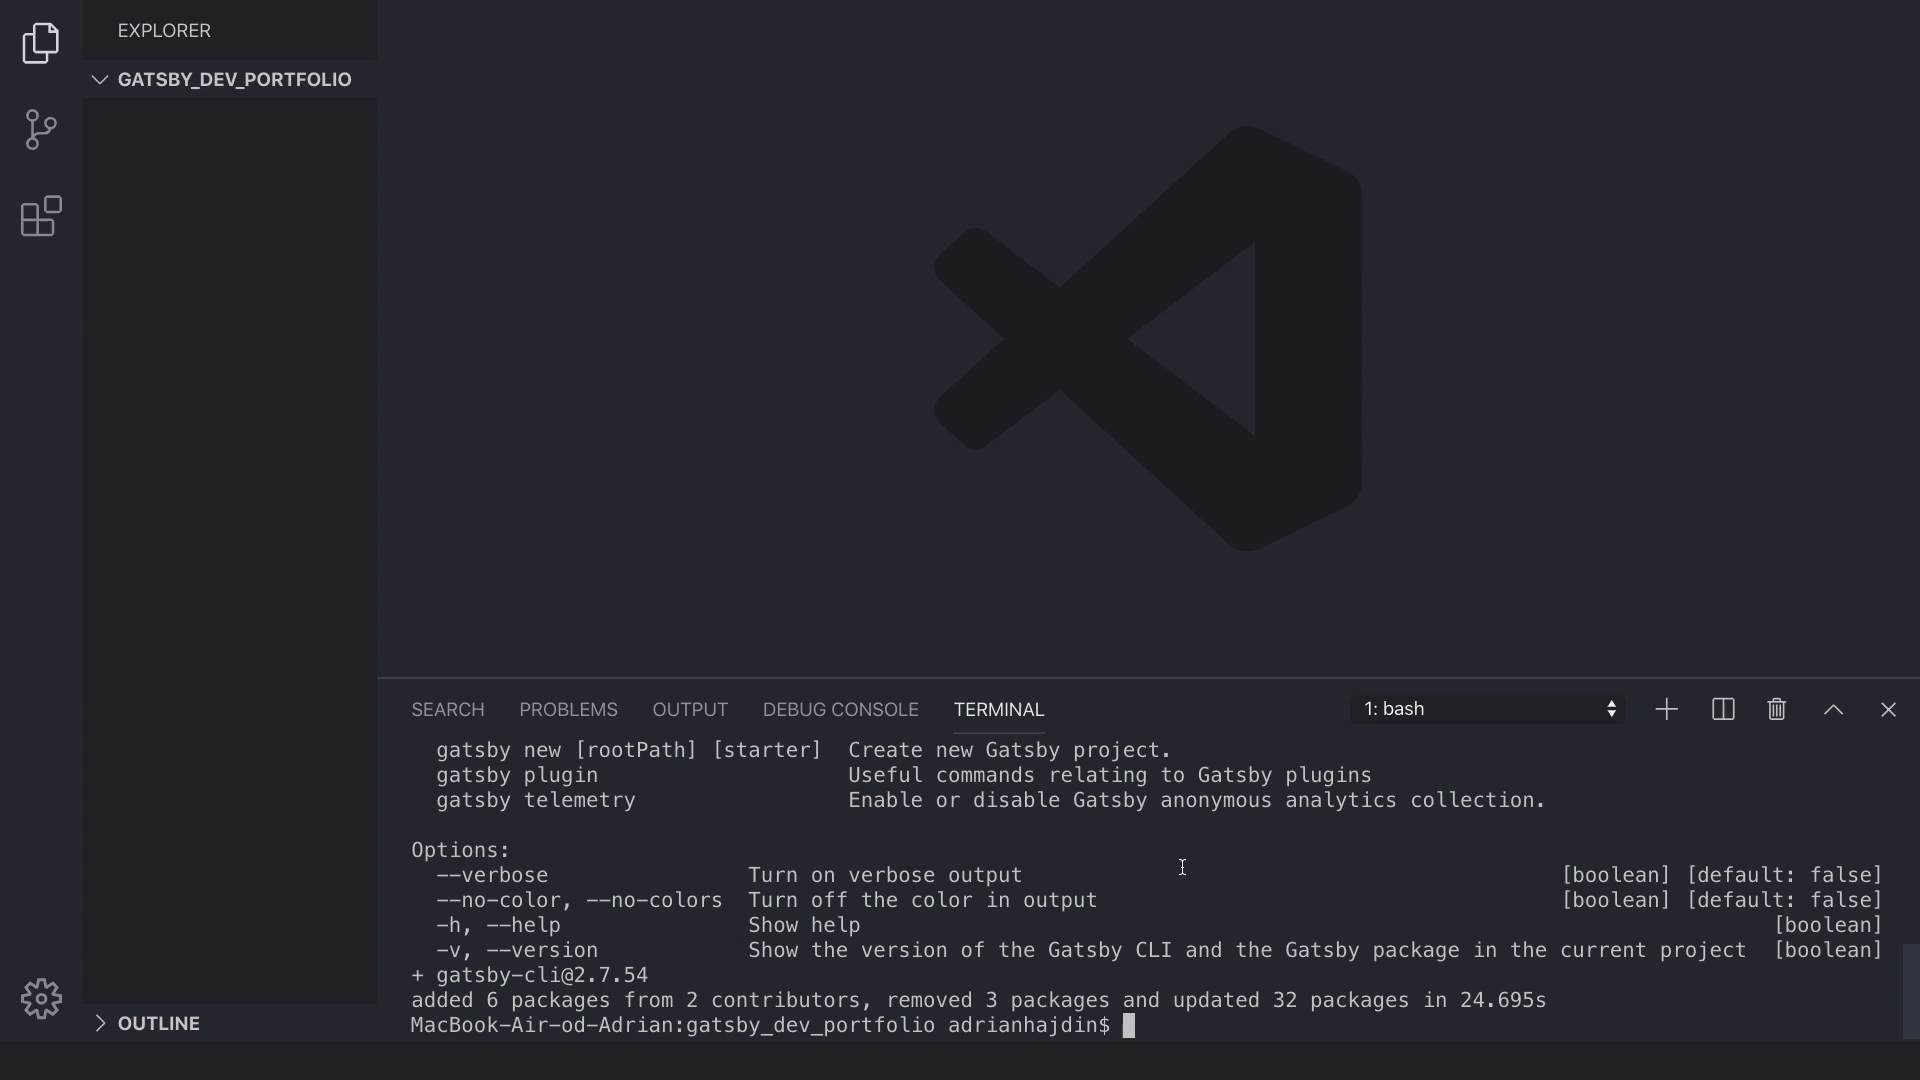 EXPLORER
GATSBY_DEV_PORTFOLIO
SEARCH PROBLEMS OUTPUT DEBUG CONSOLE TERMINAL 1: bash
gatsby new [rootPath] [starter] Create new Gatsby project.
gatsby plugin Useful commands relating to Gatsby plugins
gatsby telemetry Enable or disable Gatsby anonymous analytics collection.
Options:
--verbose Turn on verbose output [boolean] [default: false]
--no-color, --no-colors Turn off the color in output [boolean] [default: false]
-h, --help Show help [boolean]
-v, --version Show the version of the Gatsby CLI and the Gatsby package in the current project [boolean]
+ gatsby-cli@2.7.54
added 6 packages from 2 contributors, removed 3 packages and updated 32 packages in 24.695s
MacBook-Air-od-Adrian:gatsby_dev_portfolio adrianhajdin$
OUTLINE